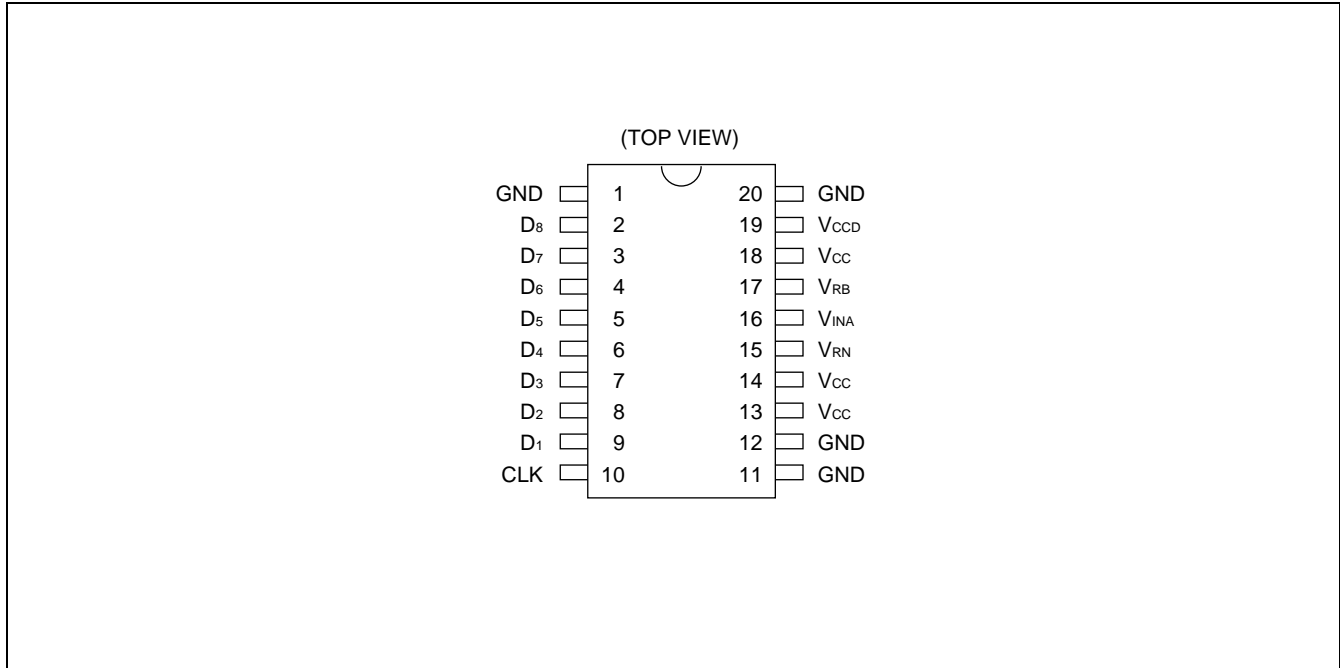 (TOP VIEW)
GND 1 20 GND
D8 2 19 VCCD
D7 3 18 VCC
D6 4 17 VRB
D5 5 16 VINA
D4 6 15 VRN
D3 7 14 VCC
D2 8 13 VCC
D1 9 12 GND
CLK 10 11 GND